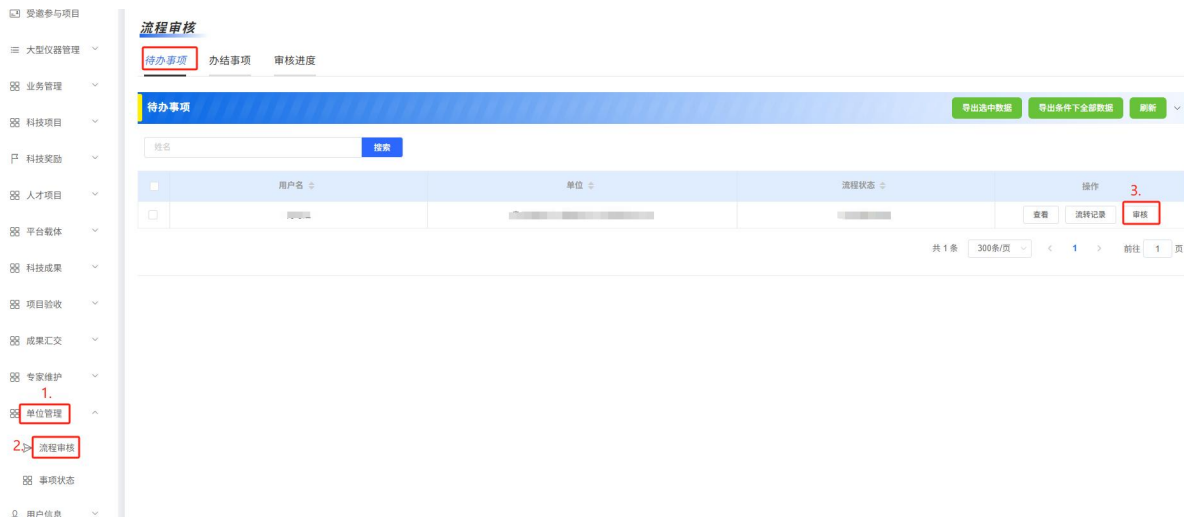 受邀参与项目
大型仪器管理
业务管理
科技项目
科技奖励
人才项目
平台载体
科技成果
项目验收
成果汇交
专家维护
1.
单位管理
2.
流程审核
事项状态
用户信息
流程审核
待办事项 办结事项 审核进度
待办事项 导出选中数据 导出条件下全部数据 刷新
姓名 搜索
用户名 单位 流程状态 操作
3.
查看 流转记录 审核
共 1 条 300条/页 1 前往 1 页